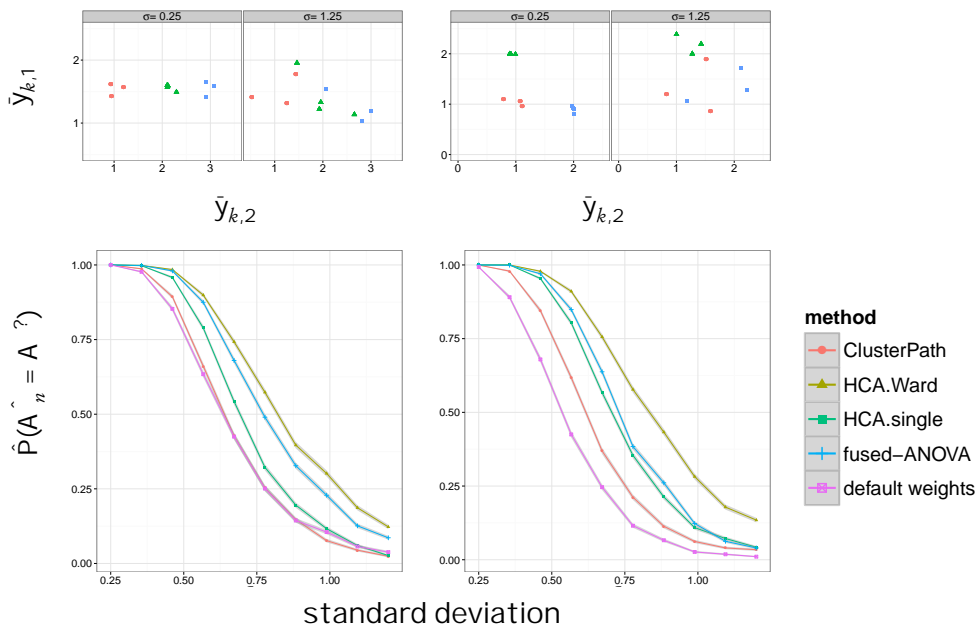 σ= 0.25 σ= 1.25
σ= 0.25 σ= 1.25
ȳk,1
2
1
1 2 3 1 2 3
2
1
0
0 1 2 0 1 2
ȳk,2
ȳk,2
P̂(Â n = A ?)
1.00
0.75
0.50
0.25
0.00
0.25 0.50 0.75 1.00
1.00
0.75
0.50
0.25
0.00
0.25 0.50 0.75 1.00
standard deviation
method
ClusterPath
HCA.Ward
HCA.single
fused−ANOVA
default weights